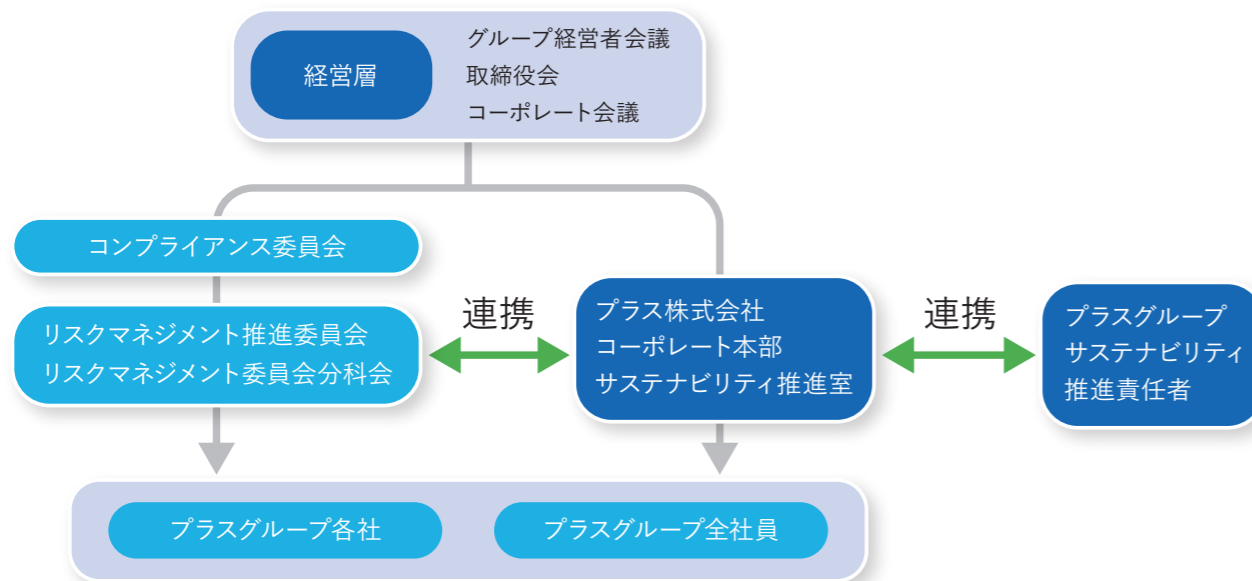 経営層
グループ経営者会議
取締役会
コーポレート会議
コンプライアンス委員会
リスクマネジメント推進委員会
リスクマネジメント委員会分科会
連携
プラス株式会社
コーポレート本部
サステナビリティ推進室
連携
プラスグループ
サステナビリティ
推進責任者
プラスグループ各社
プラスグループ全社員